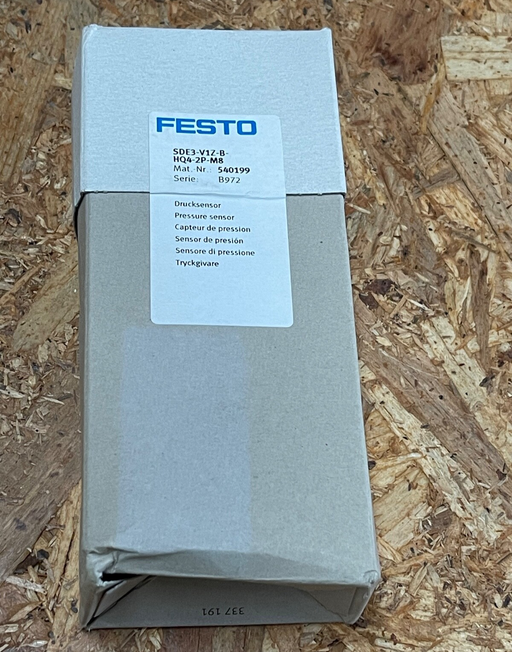 FESTO
SDE3-V1Z-B-
HQ4-2P-M8
Mat.-Nr.: 540199
Serie: B972
Drucksensor
Pressure sensor
Capteur de pression
Sensor de presión
Sensore di pressione
Tryckgivare
337 191